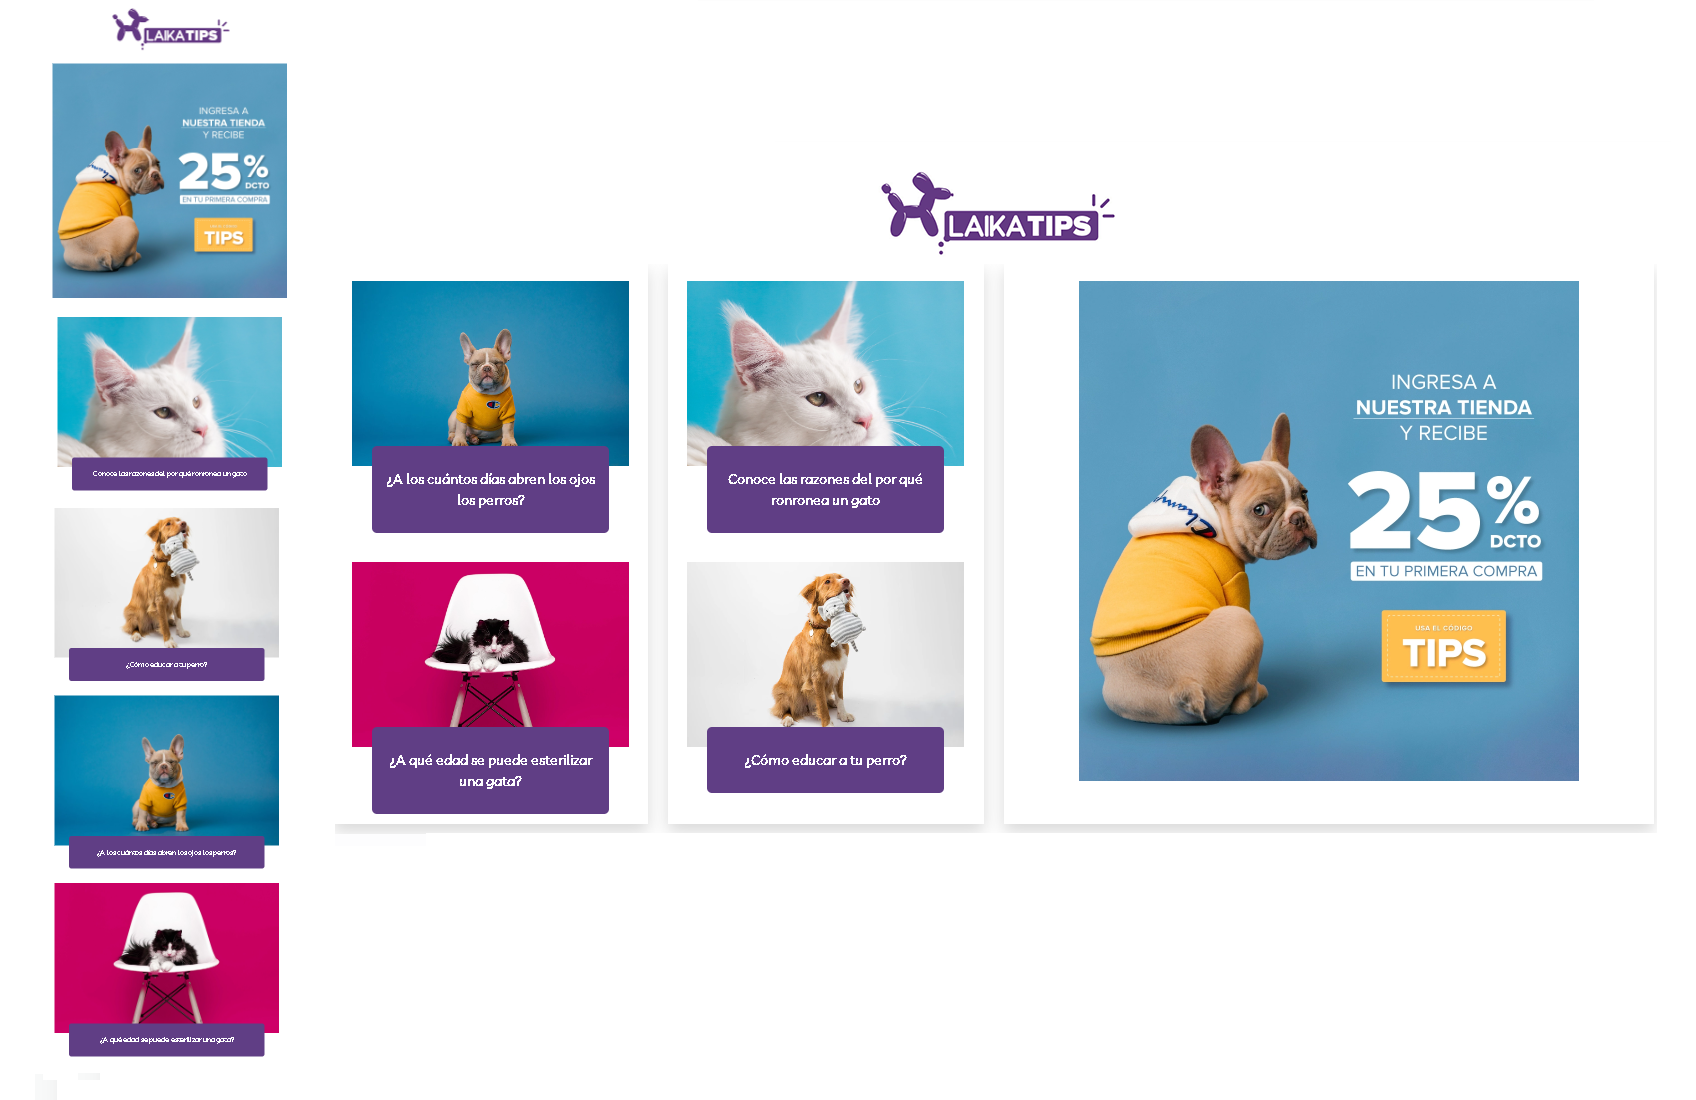 LAIKATIPS
INGRESA A
NUESTRA TIENDA
Y RECIBE
25%
DCTO
EN TU PRIMERA COMPRA
TIPS
Conoce las razones del por qué ronronea un gato
¿Cómo educar a tu perro?
¿A los cuántos días abren los ojos los perros?
¿A qué edad se puede esterilizar una gata?
LAIKATIPS
¿A los cuántos días abren los ojos
los perros?
Conoce las razones del por qué
ronronea un gato
¿A qué edad se puede esterilizar
una gata?
¿Cómo educar a tu perro?
INGRESA A
NUESTRA TIENDA
Y RECIBE
25%
DCTO
EN TU PRIMERA COMPRA
USA EL CÓDIGO
TIPS